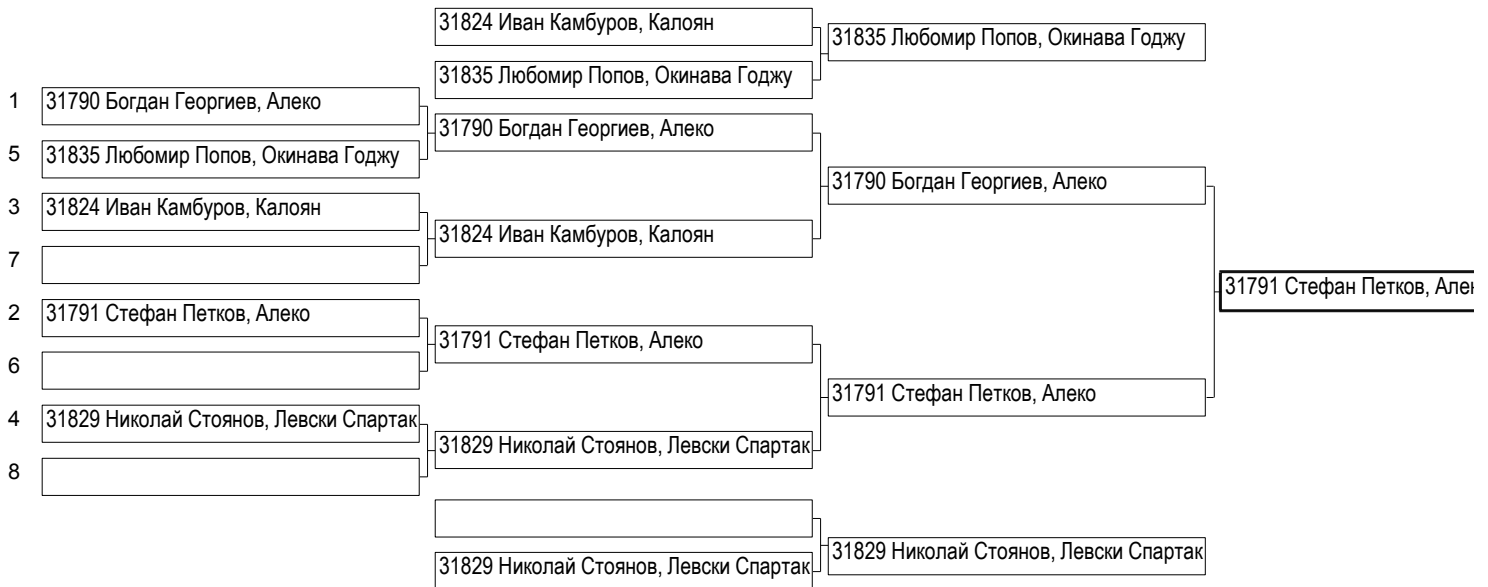 31824 Иван Камбуров, Калоян
31835 Любомир Попов, Окинава Годжу
31835 Любомир Попов, Окинава Годжу
1 31790 Богдан Георгиев, Алеко
31790 Богдан Георгиев, Алеко
5 31835 Любомир Попов, Окинава Годжу
31790 Богдан Георгиев, Алеко
3 31824 Иван Камбуров, Калоян
31824 Иван Камбуров, Калоян
7
31791 Стефан Петков, Алек
2 31791 Стефан Петков, Алеко
31791 Стефан Петков, Алеко
6
31791 Стефан Петков, Алеко
4 31829 Николай Стоянов, Левски Спартак
31829 Николай Стоянов, Левски Спартак
8
31829 Николай Стоянов, Левски Спартак
31829 Николай Стоянов, Левски Спартак